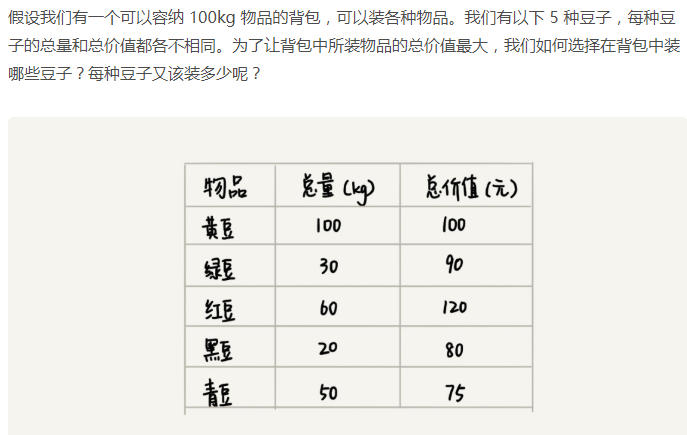 假设我们有一个可以容纳 100kg 物品的背包，可以装各种物品。我们有以下 5 种豆子，每种豆
子的总量和总价值都各不相同。为了让背包中所装物品的总价值最大，我们如何选择在背包中装
哪些豆子？每种豆子又该装多少呢？
物品 总量(kg) 总价值(元)
黄豆 100 100
绿豆 30 90
红豆 60 120
黑豆 20 80
青豆 50 75